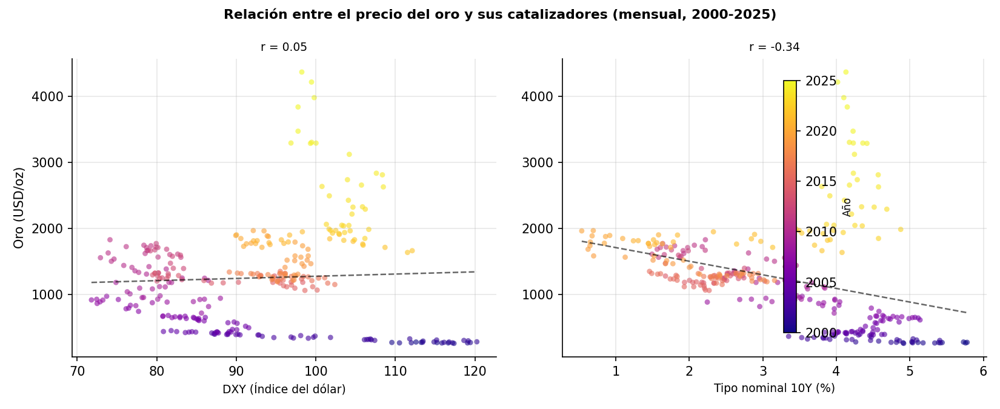 Relación entre el precio del oro y sus catalizadores (mensual, 2000-2025)
r = 0.05
Oro (USD/oz)
4000
3000
2000
1000
70 80 90 100 110 120
DXY (Índice del dólar)
r = -0.34
4000
3000
2000
1000
1 2 3 4 5 6
Tipo nominal 10Y (%)
2025
2020
2015
2010
2005
2000
Año